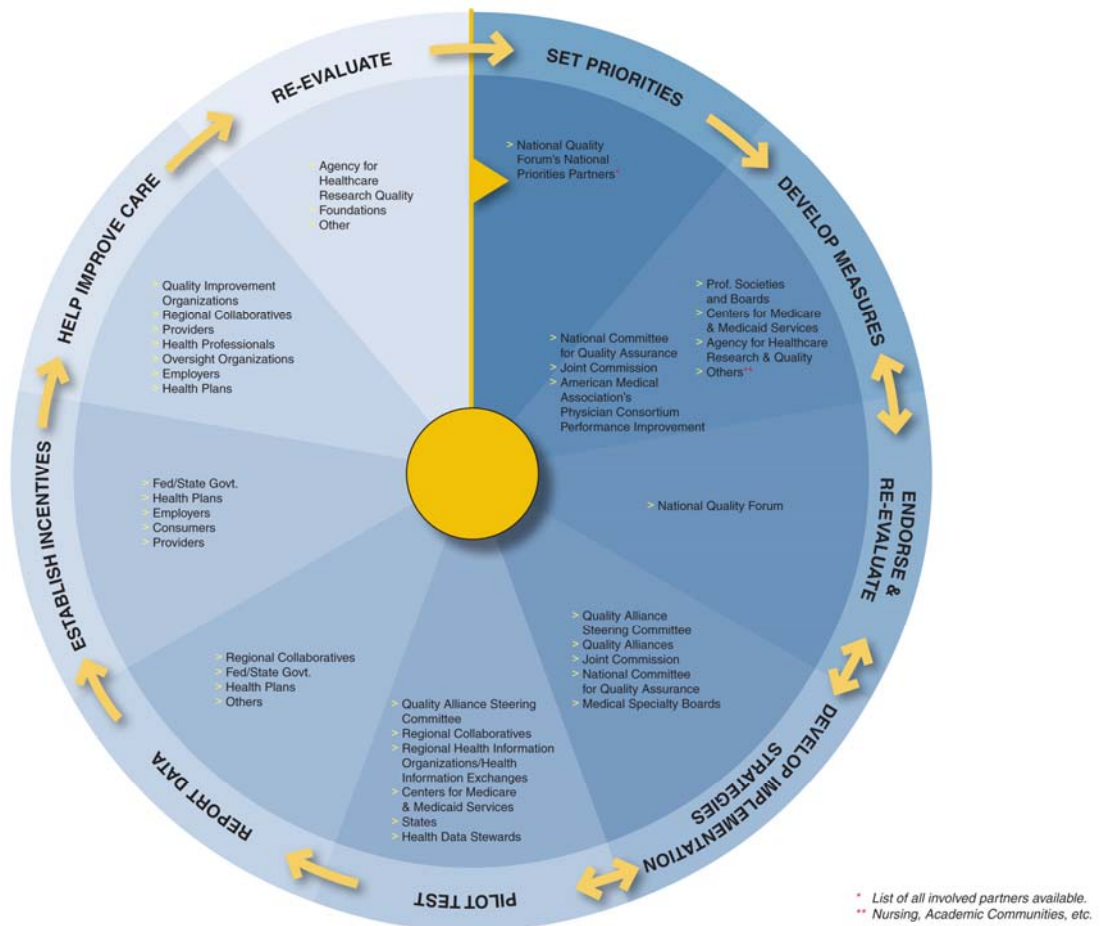 RE-EVALUATE
SET PRIORITIES
DEVELOP MEASURES
ENDORSE &
RE-EVALUATE
DEVELOP IMPLEMENTATION
STRATEGIES
PILOT TEST
REPORT DATA
ESTABLISH INCENTIVES
HELP IMPROVE CARE
> National Quality
Forum's National
Priorities Partners*
> Prof. Societies
and Boards
> Centers for Medicare
& Medicaid Services
> Agency for Healthcare
Research & Quality
> Others**
> National Committee
for Quality Assurance
> Joint Commission
> American Medical
Association's
Physician Consortium
Performance Improvement
> National Quality Forum
> Quality Alliance
Steering Committee
> Quality Alliances
> Joint Commission
> National Committee
for Quality Assurance
> Medical Specialty Boards
> Quality Alliance Steering
Committee
> Regional Collaboratives
> Regional Health Information
Organizations/Health
Information Exchanges
> Centers for Medicare
& Medicaid Services
> States
> Health Data Stewards
> Regional Collaboratives
> Fed/State Govt.
> Health Plans
> Others
> Fed/State Govt.
> Health Plans
> Employers
> Consumers
> Providers
> Quality Improvement
Organizations
> Regional Collaboratives
> Providers
> Health Professionals
> Oversight Organizations
> Employers
> Health Plans
> Agency for
Healthcare
Research Quality
> Foundations
> Other
* List of all involved partners available.
** Nursing, Academic Communities, etc.